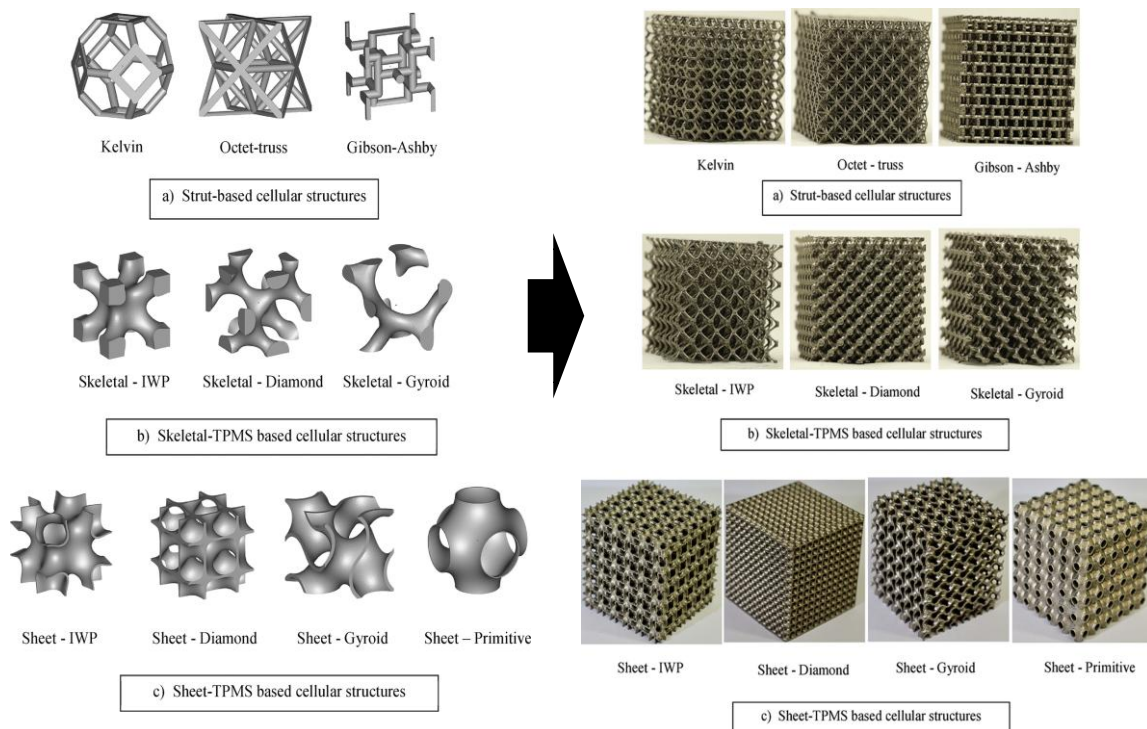 Kelvin
Octet-truss
Gibson-Ashby
a) Strut-based cellular structures
Skeletal - IWP
Skeletal - Diamond
Skeletal - Gyroid
b) Skeletal-TPMS based cellular structures
Sheet - IWP
Sheet - Diamond
Sheet - Gyroid
Sheet – Primitive
c) Sheet-TPMS based cellular structures
Kelvin
Octet - truss
Gibson - Ashby
a) Strut-based cellular structures
Skeletal - IWP
Skeletal - Diamond
Skeletal - Gyroid
b) Skeletal-TPMS based cellular structures
Sheet - IWP
Sheet - Diamond
Sheet - Gyroid
Sheet - Primitive
c) Sheet-TPMS based cellular structures